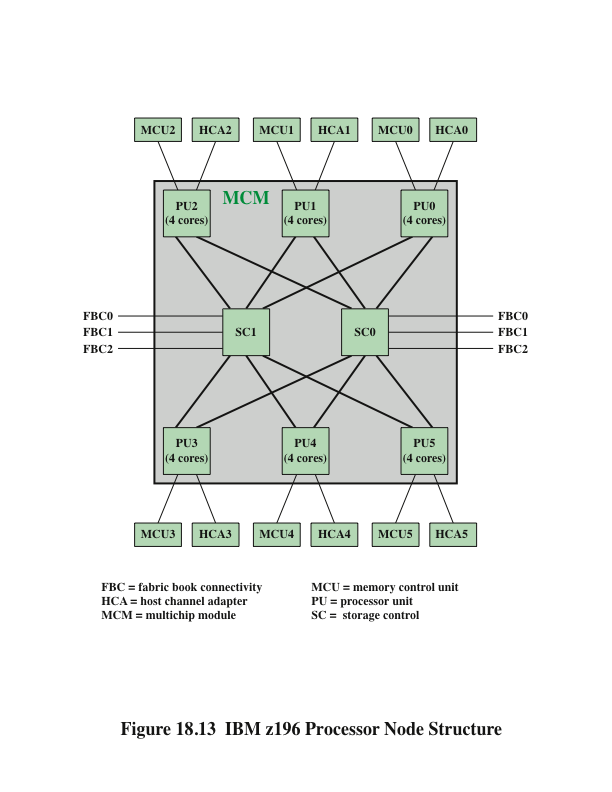 MCU2 HCA2 MCU1 HCA1 MCU0 HCA0
MCM
PU2 PU1 PU0
(4 cores) (4 cores) (4 cores)
FBC0 FBC0
FBC1 SC1 SC0 FBC1
FBC2 FBC2
PU3 PU4 PU5
(4 cores) (4 cores) (4 cores)
MCU3 HCA3 MCU4 HCA4 MCU5 HCA5
FBC = fabric book connectivity MCU = memory control unit
HCA = host channel adapter PU = processor unit
MCM = multichip module SC = storage control
Figure 18.13 IBM z196 Processor Node Structure